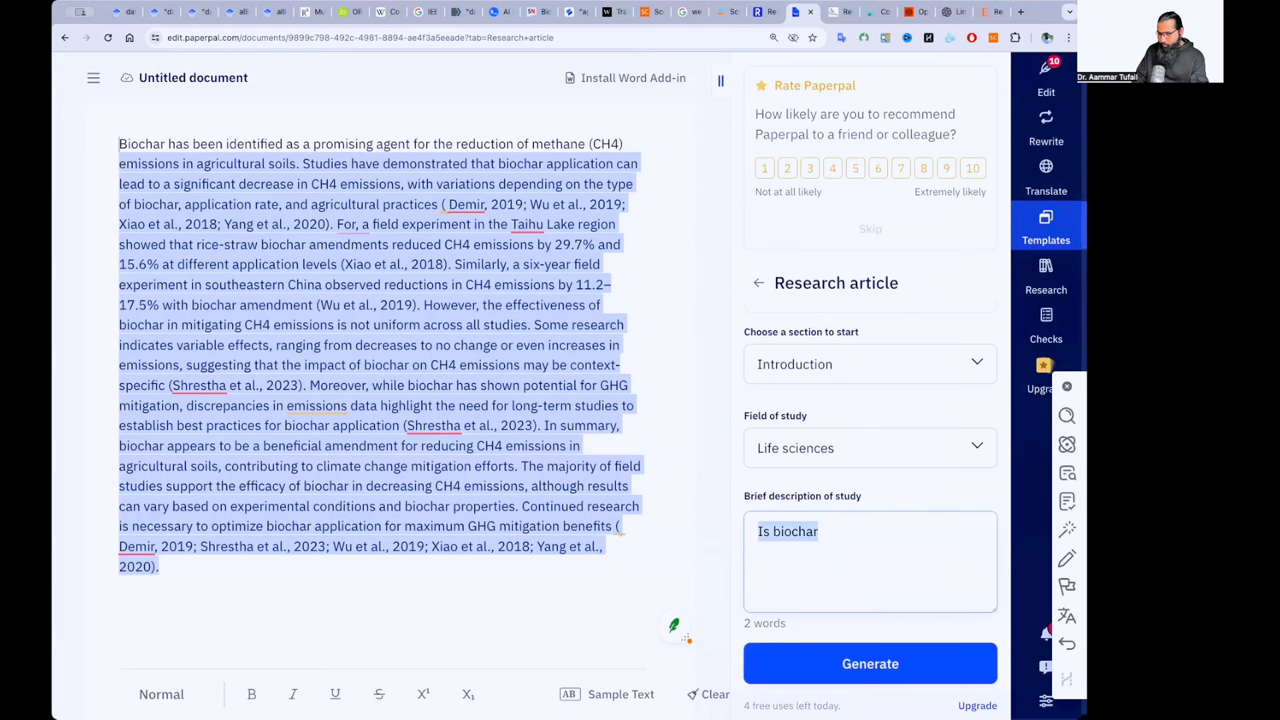 edit.paperpal.com/documents/9899c798-492c-4981-8894-ae4f3a5eeade?tab=Research+article
Dr. Aammar Tufail
Untitled document
Install Word Add-in
Biochar has been identified as a promising agent for the reduction of methane (CH4)
emissions in agricultural soils. Studies have demonstrated that biochar application can
lead to a significant decrease in CH4 emissions, with variations depending on the type
of biochar, application rate, and agricultural practices ( Demir, 2019; Wu et al., 2019;
Xiao et al., 2018; Yang et al., 2020). For a field experiment in the Taihu Lake region
showed that rice-straw biochar amendments reduced CH4 emissions by 29.7% and
15.6% at different application levels (Xiao et al., 2018). Similarly, a six-year field
experiment in southeastern China observed reductions in CH4 emissions by 11.2–
17.5% with biochar amendment (Wu et al., 2019). However, the effectiveness of
biochar in mitigating CH4 emissions is not uniform across all studies. Some research
indicates variable effects, ranging from decreases to no change or even increases in
emissions, suggesting that the impact of biochar on CH4 emissions may be context-
specific (Shrestha et al., 2023). Moreover, while biochar has shown potential for GHG
mitigation, discrepancies in emissions data highlight the need for long-term studies to
establish best practices for biochar application (Shrestha et al., 2023). In summary,
biochar appears to be a beneficial amendment for reducing CH4 emissions in
agricultural soils, contributing to climate change mitigation efforts. The majority of field
studies support the efficacy of biochar in decreasing CH4 emissions, although results
can vary based on experimental conditions and biochar properties. Continued research
is necessary to optimize biochar application for maximum GHG mitigation benefits (
Demir, 2019; Shrestha et al., 2023; Wu et al., 2019; Xiao et al., 2018; Yang et al.,
2020).
Normal
B
I
U
S
X¹
X₁
AB Sample Text
Clear
Rate Paperpal
How likely are you to recommend
Paperpal to a friend or colleague?
1 2 3 4 5 6 7 8 9 10
Not at all likely
Extremely likely
Skip
Research article
Choose a section to start
Introduction
Field of study
Life sciences
Brief description of study
Is biochar
2 words
Generate
4 free uses left today.
Upgrade
10
Edit
Rewrite
Translate
Templates
Research
Checks
Upgra